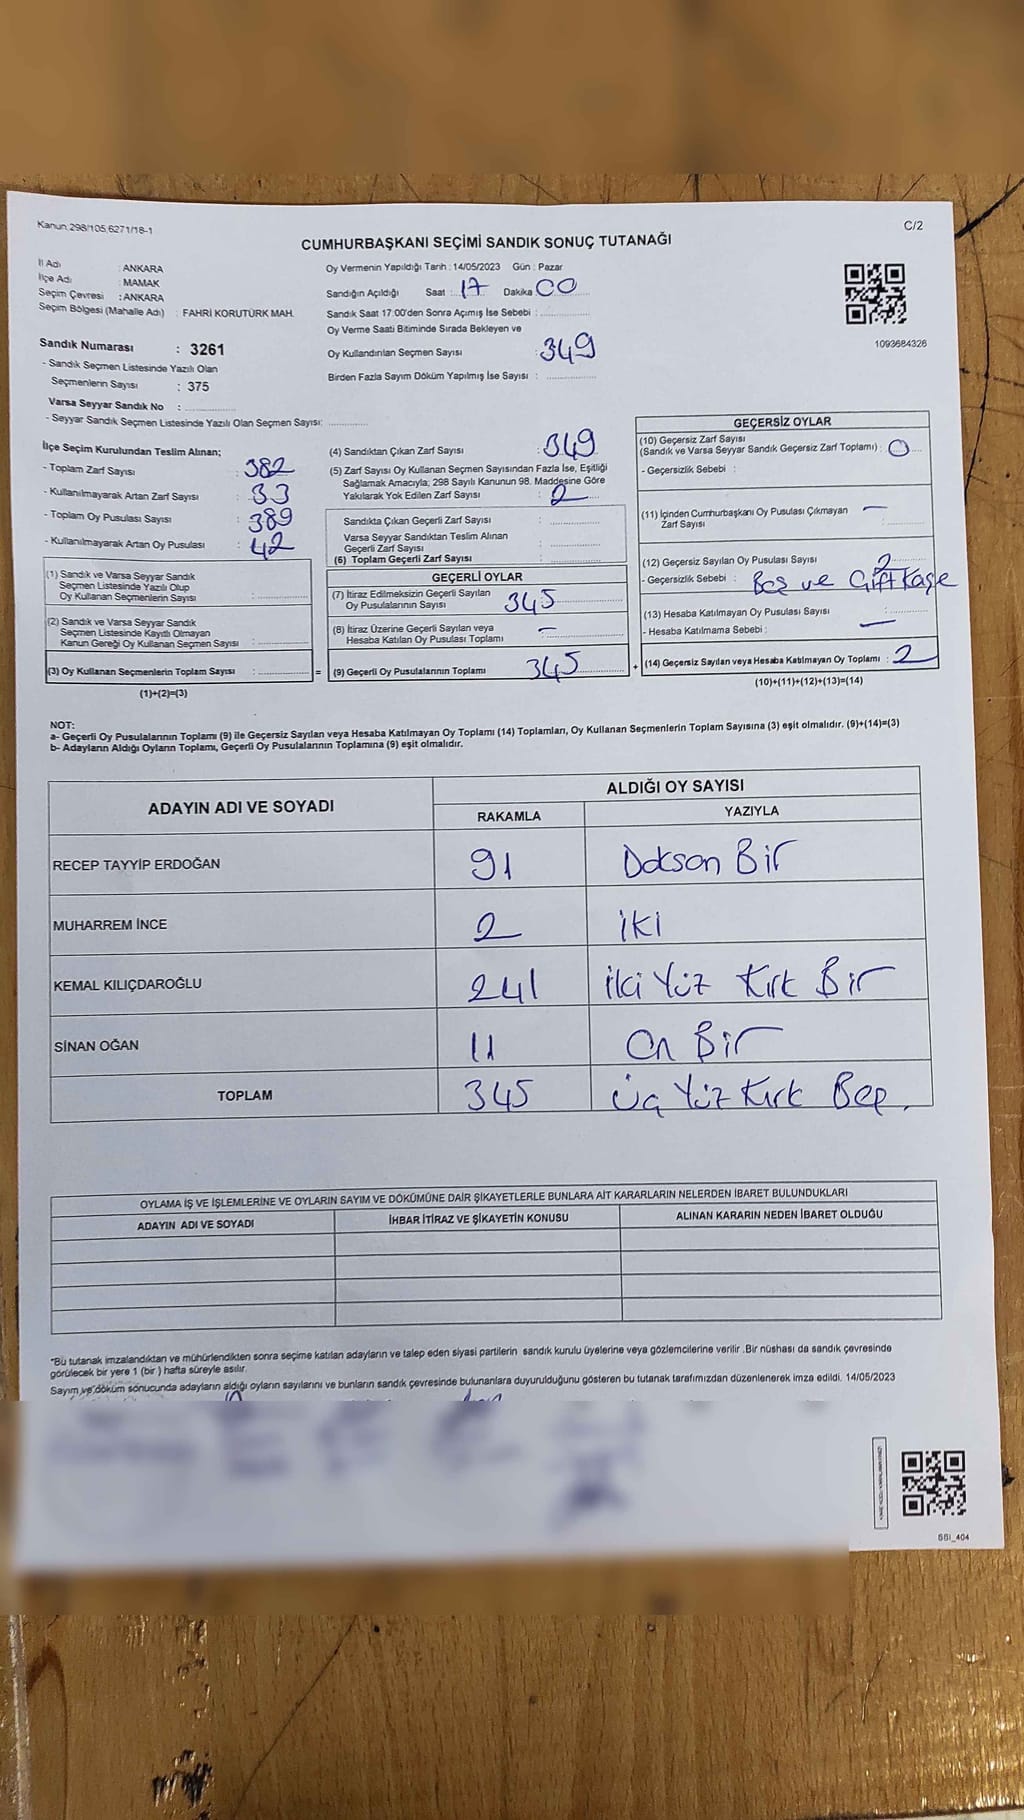 Kanun.298/105,6271/18-1
C/2
CUMHURBAŞKANI SEÇİMİ SANDIK SONUÇ TUTANAĞI
İl Adı : ANKARA
İlçe Adı : MAMAK
Seçim Çevresi : ANKARA
Seçim Bölgesi (Mahalle Adı) : FAHRİ KORUTÜRK MAH.
Sandık Numarası : 3261
- Sandık Seçmen Listesinde Yazılı Olan
Seçmenlerin Sayısı : 375
Varsa Seyyar Sandık No :
- Seyyar Sandık Seçmen Listesinde Yazılı Olan Seçmen Sayısı:
Oy Vermenin Yapıldığı Tarih : 14/05/2023 Gün : Pazar
Sandığın Açıldığı Saat : 17 Dakika 00
Sandık Saat 17:00'den Sonra Açımış İse Sebebi :
Oy Verme Saati Bitiminde Sırada Bekleyen ve
Oy Kullandırılan Seçmen Sayısı : 349
Birden Fazla Sayım Döküm Yapılmış İse Sayısı :
1093684326
İlçe Seçim Kurulundan Teslim Alınan;
- Toplam Zarf Sayısı : 382
- Kullanılmayarak Artan Zarf Sayısı : 33
- Toplam Oy Pusulası Sayısı : 389
- Kullanılmayarak Artan Oy Pusulası : 42
(1) Sandık ve Varsa Seyyar Sandık
Seçmen Listesinde Yazılı Olup
Oy Kullanan Seçmenlerin Sayısı :
(2) Sandık ve Varsa Seyyar Sandık
Seçmen Listesinde Kayıtlı Olmayan
Kanun Gereği Oy Kullanan Seçmen Sayısı :
(3) Oy Kullanan Seçmenlerin Toplam Sayısı : =
(1)+(2)=(3)
(4) Sandıktan Çıkan Zarf Sayısı : 349
(5) Zarf Sayısı Oy Kullanan Seçmen Sayısından Fazla İse, Eşitliği
Sağlamak Amacıyla; 298 Sayılı Kanunun 98. Maddesine Göre
Yakılarak Yok Edilen Zarf Sayısı : 2
Sandıkta Çıkan Geçerli Zarf Sayısı :
Varsa Seyyar Sandıktan Teslim Alınan
Geçerli Zarf Sayısı :
(6) Toplam Geçerli Zarf Sayısı :
GEÇERLİ OYLAR
(7) İtiraz Edilmeksizin Geçerli Sayılan
Oy Pusulalarının Sayısı : 345
(8) İtiraz Üzerine Geçerli Sayılan veya
Hesaba Katılan Oy Pusulası Toplamı : –
(9) Geçerli Oy Pusulalarının Toplamı 345 +
GEÇERSİZ OYLAR
(10) Geçersiz Zarf Sayısı
(Sandık ve Varsa Seyyar Sandık Geçersiz Zarf Toplamı) : 0
- Geçersizlik Sebebi :
(11) İçinden Cumhurbaşkanı Oy Pusulası Çıkmayan –
Zarf Sayısı :
(12) Geçersiz Sayılan Oy Pusulası Sayısı 2
- Geçersizlik Sebebi : Boş ve Çift Kaşe
(13) Hesaba Katılmayan Oy Pusulası Sayısı : –
- Hesaba Katılmama Sebebi :
(14) Geçersiz Sayılan veya Hesaba Katılmayan Oy Toplamı : 2
(10)+(11)+(12)+(13)=(14)
NOT:
a- Geçerli Oy Pusulalarının Toplamı (9) ile Geçersiz Sayılan veya Hesaba Katılmayan Oy Toplamı (14) Toplamları, Oy Kullanan Seçmenlerin Toplam Sayısına (3) eşit olmalıdır. (9)+(14)=(3)
b- Adayların Aldığı Oyların Toplamı, Geçerli Oy Pusulalarının Toplamına (9) eşit olmalıdır.
ADAYIN ADI VE SOYADI
ALDIĞI OY SAYISI
RAKAMLA YAZIYLA
RECEP TAYYİP ERDOĞAN 91 Doksan Bir
MUHARREM İNCE 2 İki
KEMAL KILIÇDAROĞLU 241 İki Yüz Kırk Bir
SİNAN OĞAN 11 On Bir
TOPLAM 345 Üç Yüz Kırk Beş
OYLAMA İŞ VE İŞLEMLERİNE VE OYLARIN SAYIM VE DÖKÜMÜNE DAİR ŞİKAYETLERLE BUNLARA AİT KARARLARIN NELERDEN İBARET BULUNDUKLARI
ADAYIN ADI VE SOYADI İHBAR İTİRAZ VE ŞİKAYETİN KONUSU ALINAN KARARIN NEDEN İBARET OLDUĞU
"Bu tutanak imzalandıktan ve mühürlendikten sonra seçime katılan adayların ve talep eden siyasi partilerin sandık kurulu üyelerine veya gözlemcilerine verilir .Bir nüshası da sandık çevresinde
görülecek bir yere 1 (bir ) hafta süreyle asılır.
Sayım ve döküm sonucunda adayların aldığı oyların sayılarını ve bunların sandık çevresinde bulunanlara duyurulduğunu gösteren bu tutanak tarafımızdan düzenlenerek imza edildi. 14/05/2023
SSI_404